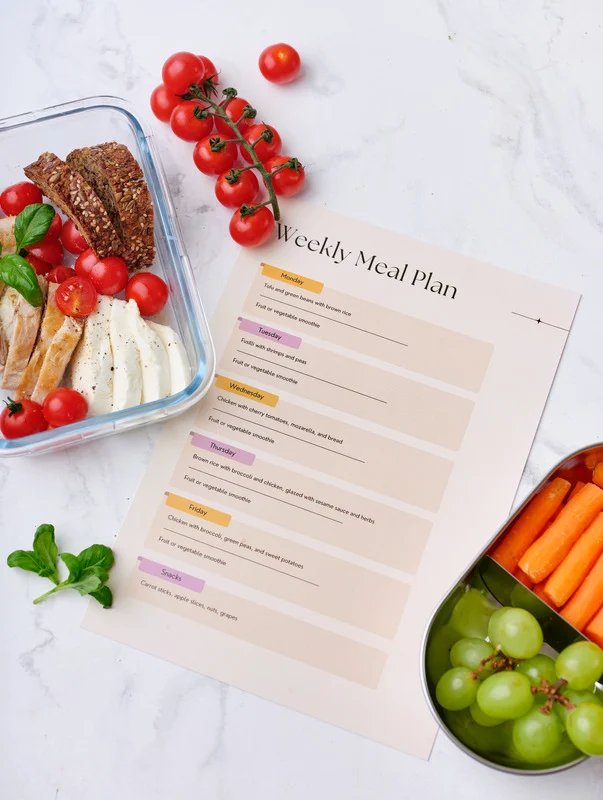 Weekly Meal Plan
Monday
Tofu and green beans with brown rice
Fruit or vegetable smoothie
Tuesday
Fusilli with shrimps and peas
Fruit or vegetable smoothie
Wednesday
Chicken with cherry tomatoes, mozarella, and bread
Fruit or vegetable smoothie
Thursday
Brown rice with broccoli and chicken, glazed with sesame sauce and herbs
Fruit or vegetable smoothie
Friday
Chicken with broccoli, green peas, and sweet potatoes
Fruit or vegetable smoothie
Snacks
Carrot sticks, apple slices, nuts, grapes